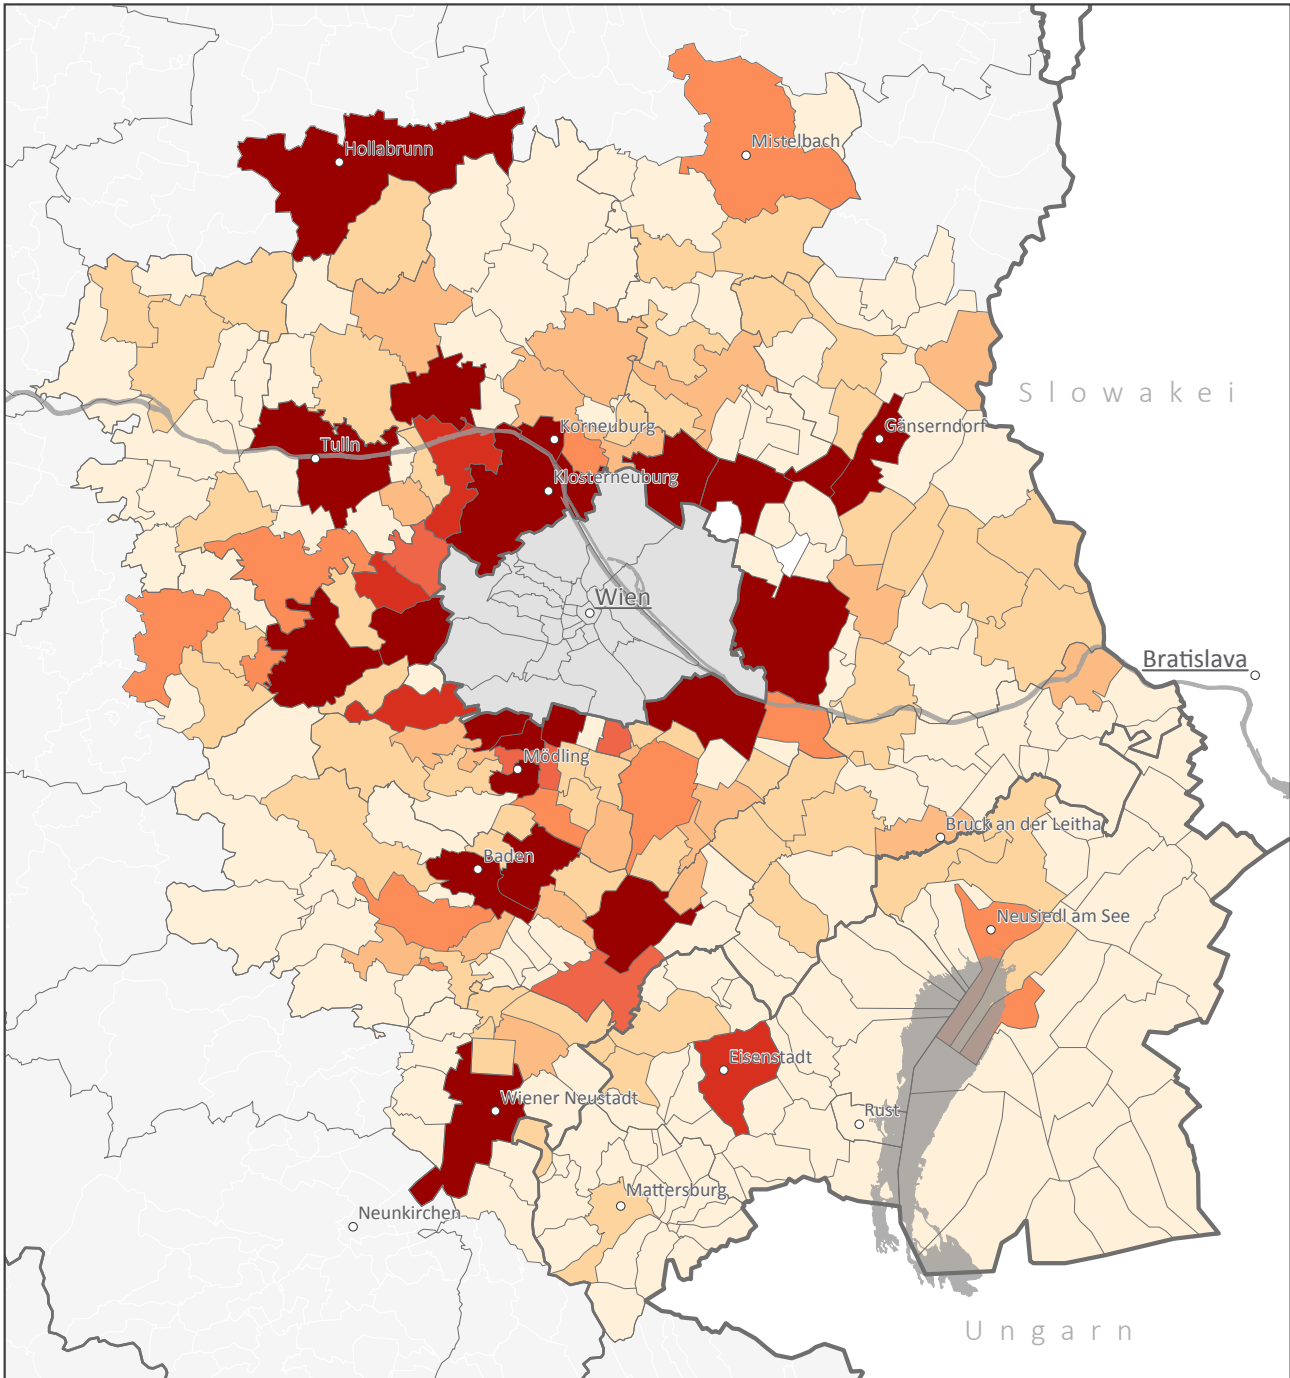 Mistelbach
Hollabrunn
Slowakei
Korneuburg
Gänserndorf
Tulln
Klosterneuburg
Wien
Bratislava
Mödling
Bruck an der Leitha
Baden
Neusiedl am See
Eisenstadt
Wiener Neustadt
Rust
Mattersburg
Neunkirchen
Ungarn